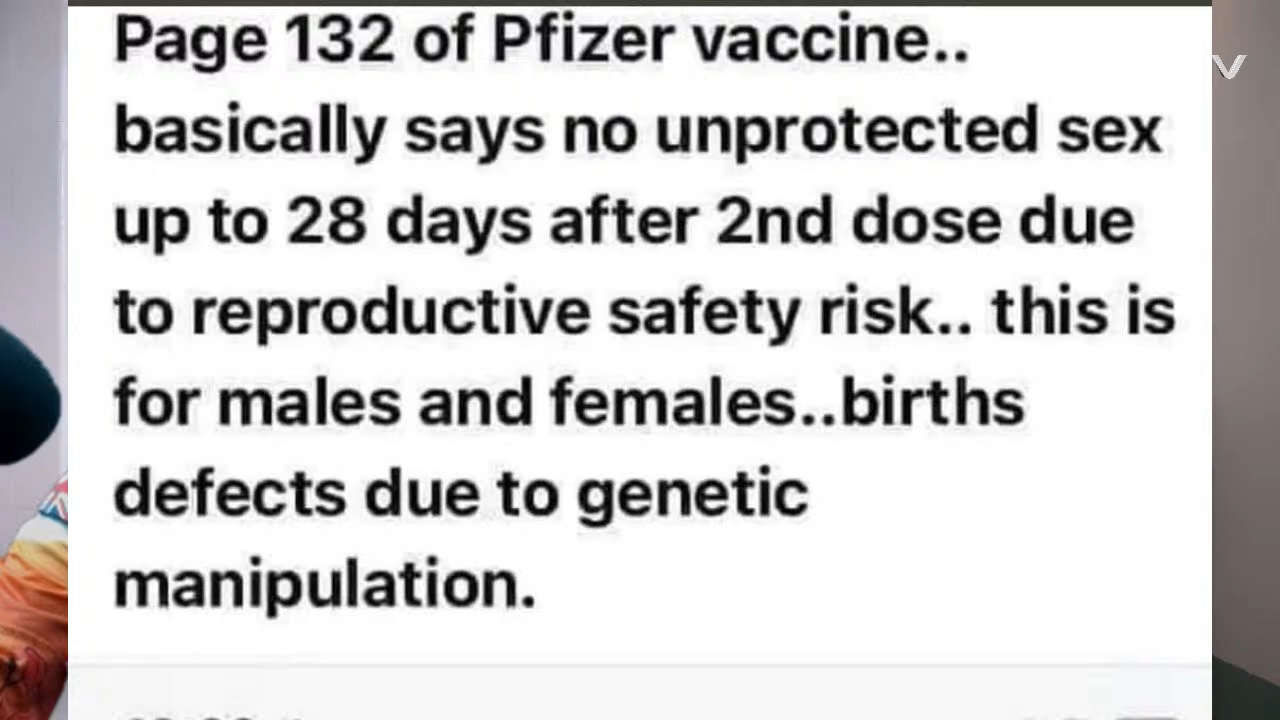 Page 132 of Pfizer vaccine..
basically says no unprotected sex
up to 28 days after 2nd dose due
to reproductive safety risk.. this is
for males and females..births
defects due to genetic
manipulation.
V